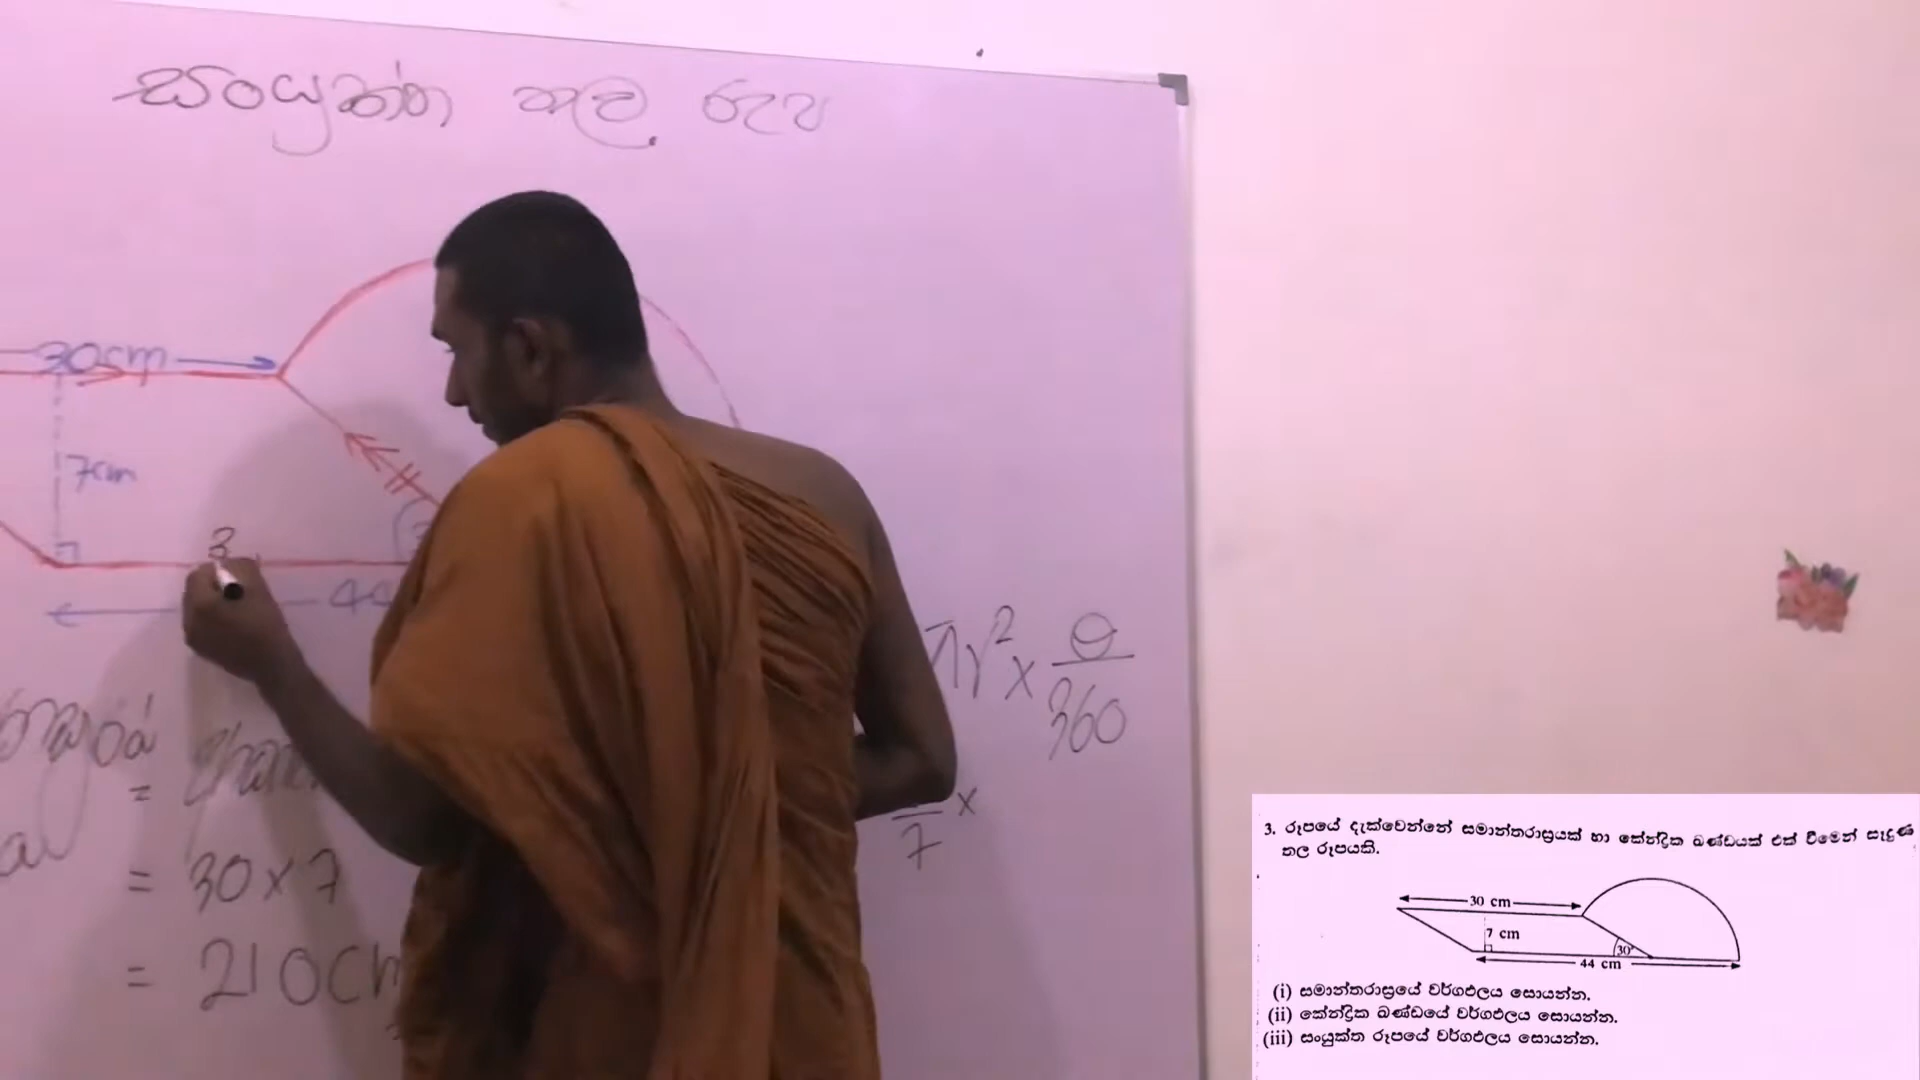 සංයුක්ත තල රූප
30cm
7cm
3
44
πr² × θ/360
/7 ×
=
= 30 × 7
= 210cm
3. රූපයේ දැක්වෙන්නේ සමාන්තරාස්‍රයක් හා කේන්ද්‍රික ඛණ්ඩයක් එක් වීමෙන් සෑදුණ
තල රූපයකි.
30 cm
7 cm
30°
44 cm
(i) සමාන්තරාස්‍රයේ වර්ගඵලය සොයන්න.
(ii) කේන්ද්‍රික ඛණ්ඩයේ වර්ගඵලය සොයන්න.
(iii) සංයුක්ත රූපයේ වර්ගඵලය සොයන්න.